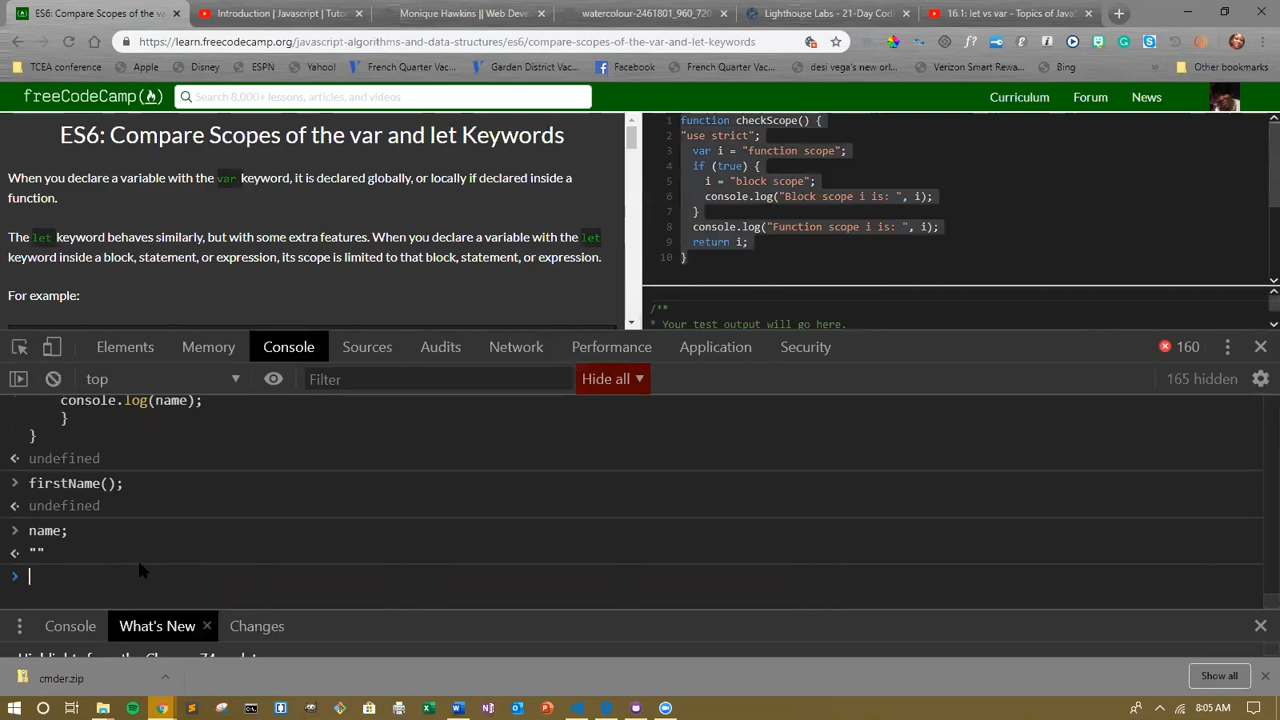 ES6: Compare Scopes of the va
Introduction | Javascript | Tutori
Monique Hawkins || Web Deve
watercolour-2461801_960_720
Lighthouse Labs - 21-Day Cod
16.1: let vs var - Topics of JavaS
https://learn.freecodecamp.org/javascript-algorithms-and-data-structures/es6/compare-scopes-of-the-var-and-let-keywords
TCEA conference
Apple
Disney
ESPN
Yahoo!
French Quarter Vac
Garden District Vac
Facebook
French Quarter Vac
desi vega's new orl
Verizon Smart Rewa
Bing
»
Other bookmarks
freeCodeCamp
Search 8,000+ lessons, articles, and videos
Curriculum
Forum
News
ES6: Compare Scopes of the var and let Keywords
When you declare a variable with the var keyword, it is declared globally, or locally if declared inside a
function.
The let keyword behaves similarly, but with some extra features. When you declare a variable with the let
keyword inside a block, statement, or expression, its scope is limited to that block, statement, or expression.
For example:
1 function checkScope() {
2 "use strict";
3 var i = "function scope";
4 if (true) {
5 i = "block scope";
6 console.log("Block scope i is: ", i);
7 }
8 console.log("Function scope i is: ", i);
9 return i;
10 }
/**
* Your test output will go here.
Elements
Memory
Console
Sources
Audits
Network
Performance
Application
Security
160
top
Filter
Hide all
165 hidden
console.log(name);
}
}
undefined
firstName();
undefined
name;
""
Console
What's New
Changes
cmder.zip
Show all
8:05 AM